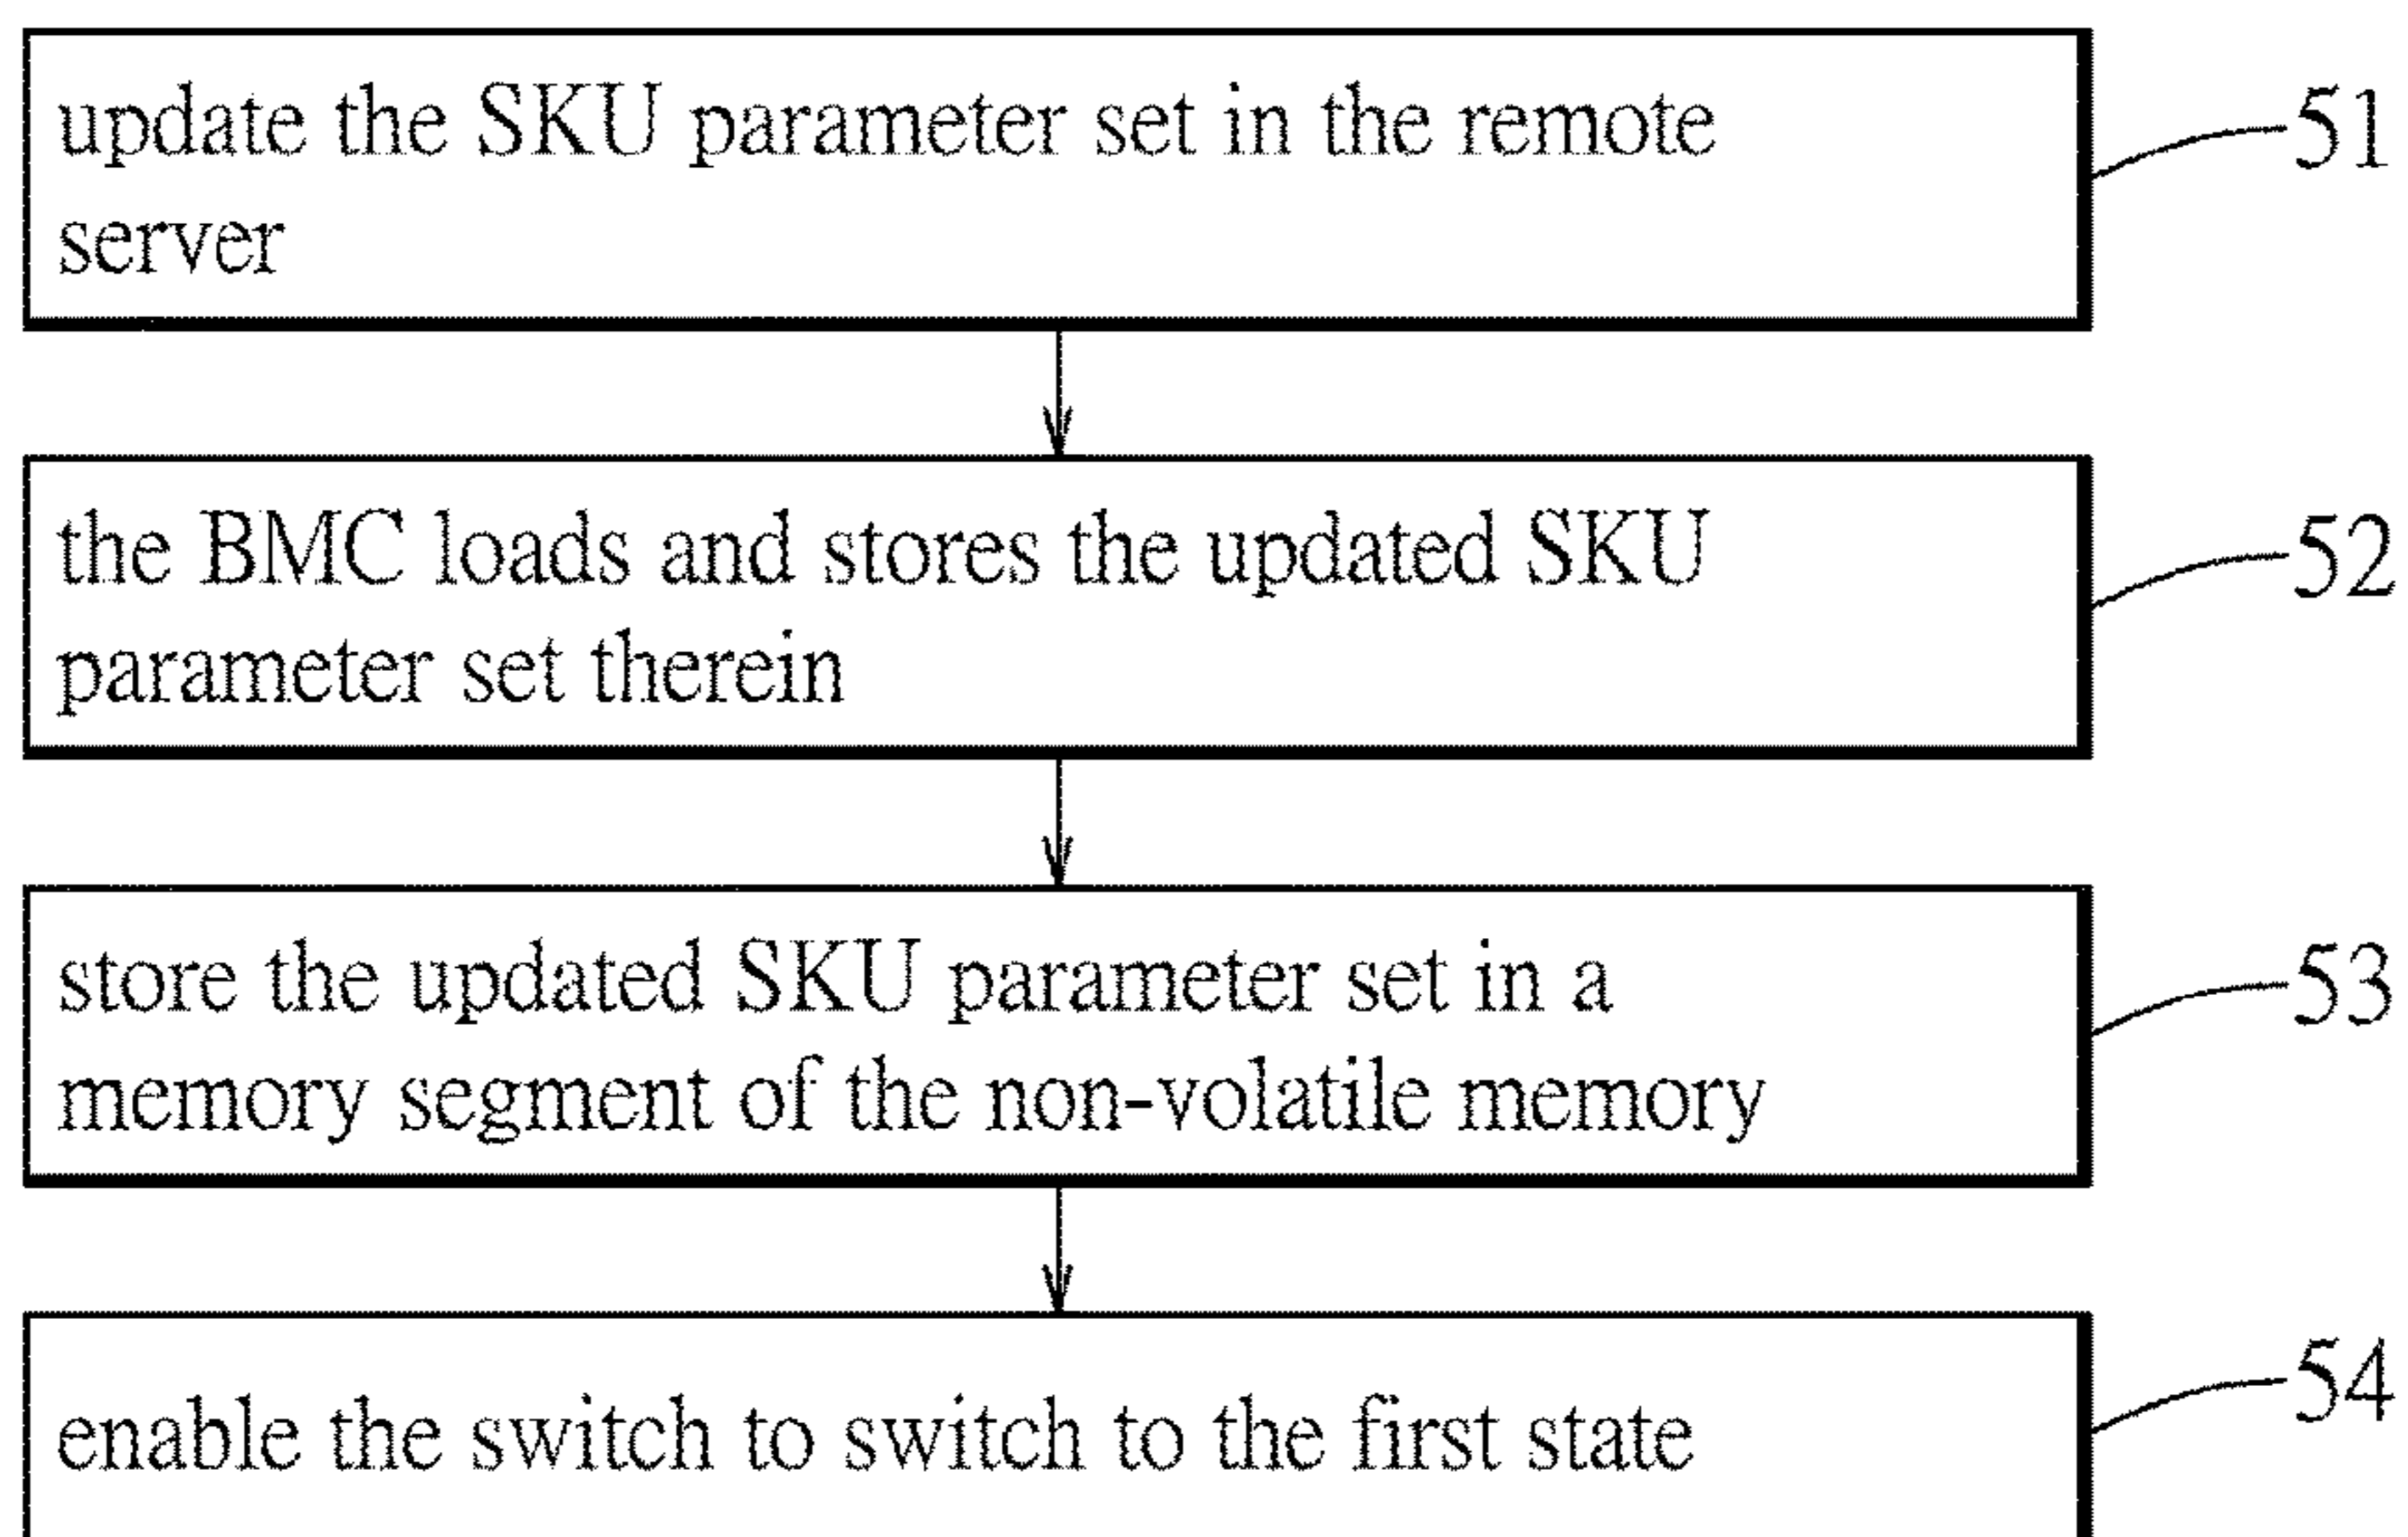 update the SKU parameter set in the remote
server
51
the BMC loads and stores the updated SKU
parameter set therein
52
store the updated SKU parameter set in a
memory segment of the non-volatile memory
53
enable the switch to switch to the first state
54